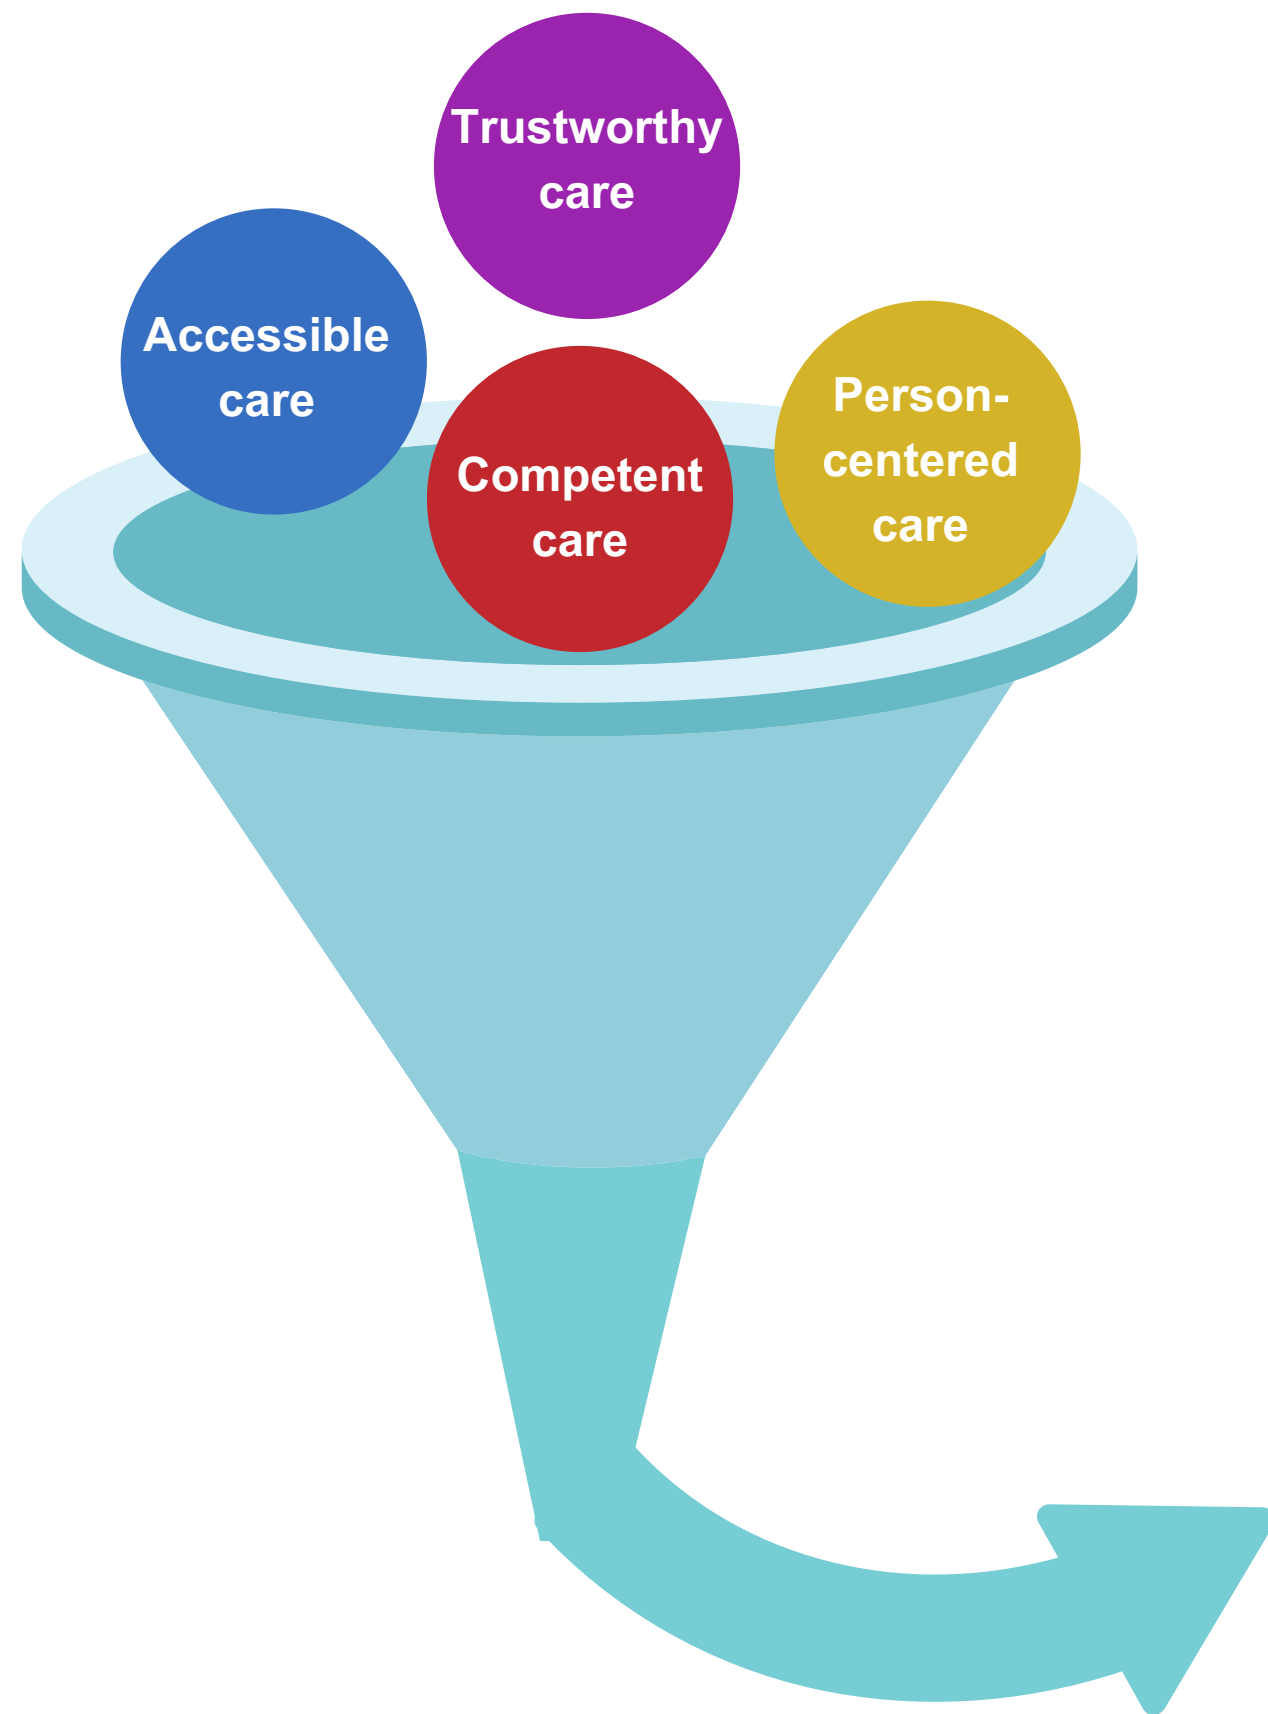 Trustworthy
care
Accessible
care
Competent
care
Person-
centered
care